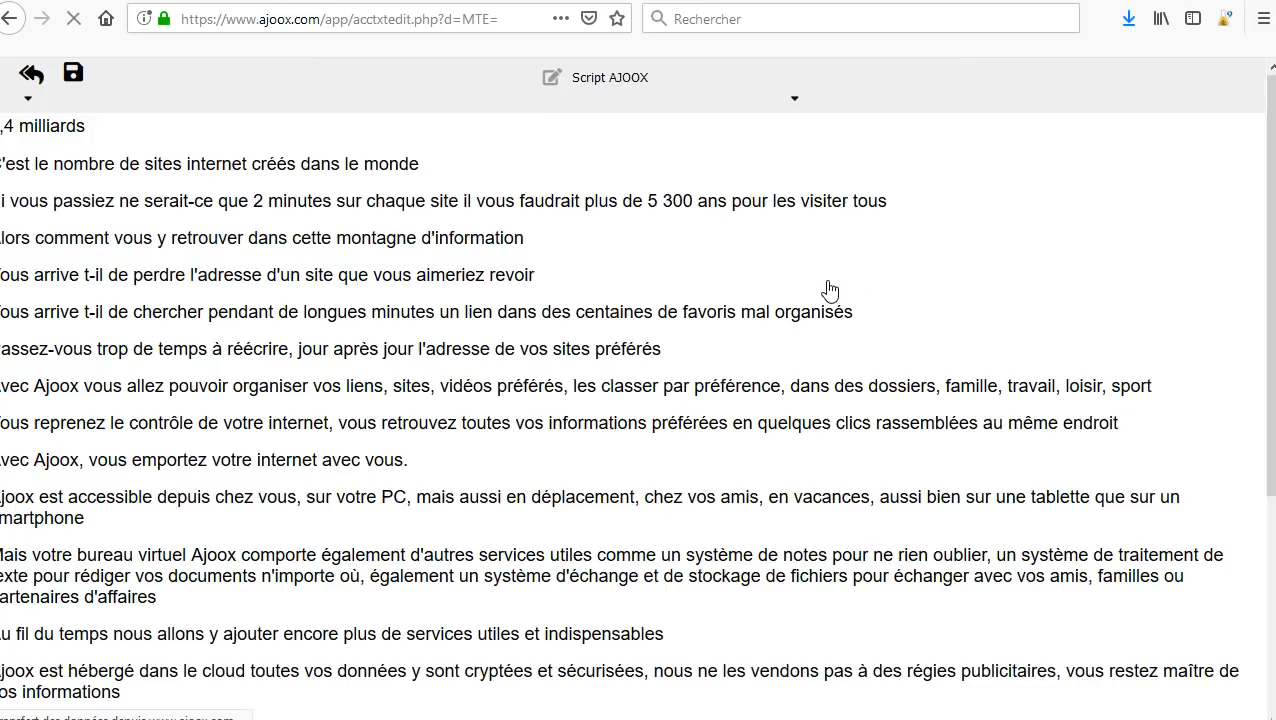 https://www.ajoox.com/app/acctxtedit.php?d=MTE=
Rechercher
Script AJOOX
,4 milliards
'est le nombre de sites internet créés dans le monde
i vous passiez ne serait-ce que 2 minutes sur chaque site il vous faudrait plus de 5 300 ans pour les visiter tous
lors comment vous y retrouver dans cette montagne d'information
ous arrive t-il de perdre l'adresse d'un site que vous aimeriez revoir
ous arrive t-il de chercher pendant de longues minutes un lien dans des centaines de favoris mal organisés
assez-vous trop de temps à réécrire, jour après jour l'adresse de vos sites préférés
vec Ajoox vous allez pouvoir organiser vos liens, sites, vidéos préférés, les classer par préférence, dans des dossiers, famille, travail, loisir, sport
ous reprenez le contrôle de votre internet, vous retrouvez toutes vos informations préférées en quelques clics rassemblées au même endroit
vec Ajoox, vous emportez votre internet avec vous.
joox est accessible depuis chez vous, sur votre PC, mais aussi en déplacement, chez vos amis, en vacances, aussi bien sur une tablette que sur un
martphone
ais votre bureau virtuel Ajoox comporte également d'autres services utiles comme un système de notes pour ne rien oublier, un système de traitement de
exte pour rédiger vos documents n'importe où, également un système d'échange et de stockage de fichiers pour échanger avec vos amis, familles ou
artenaires d'affaires
u fil du temps nous allons y ajouter encore plus de services utiles et indispensables
joox est hébergé dans le cloud toutes vos données y sont cryptées et sécurisées, nous ne les vendons pas à des régies publicitaires, vous restez maître de
os informations